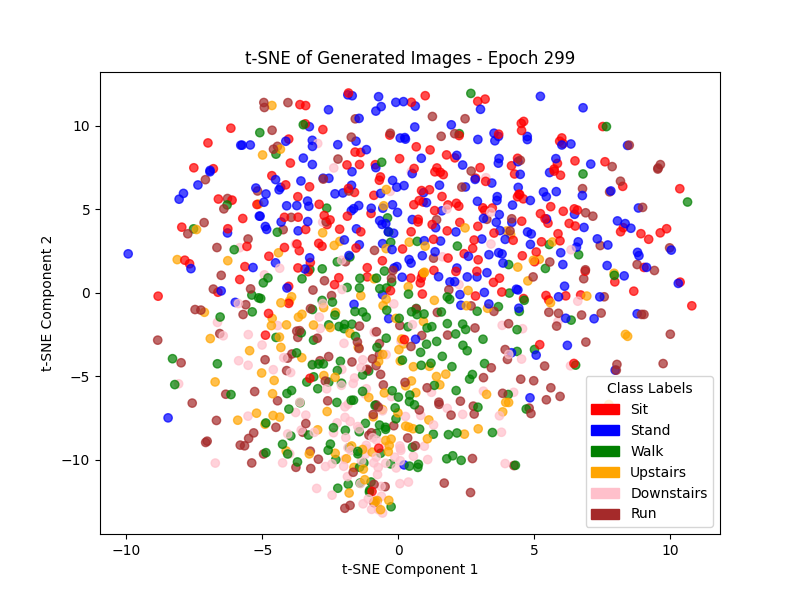 t-SNE of Generated Images - Epoch 299
t-SNE Component 2
10
5
0
−5
−10
−10
−5
0
5
10
t-SNE Component 1
Class Labels
Sit
Stand
Walk
Upstairs
Downstairs
Run